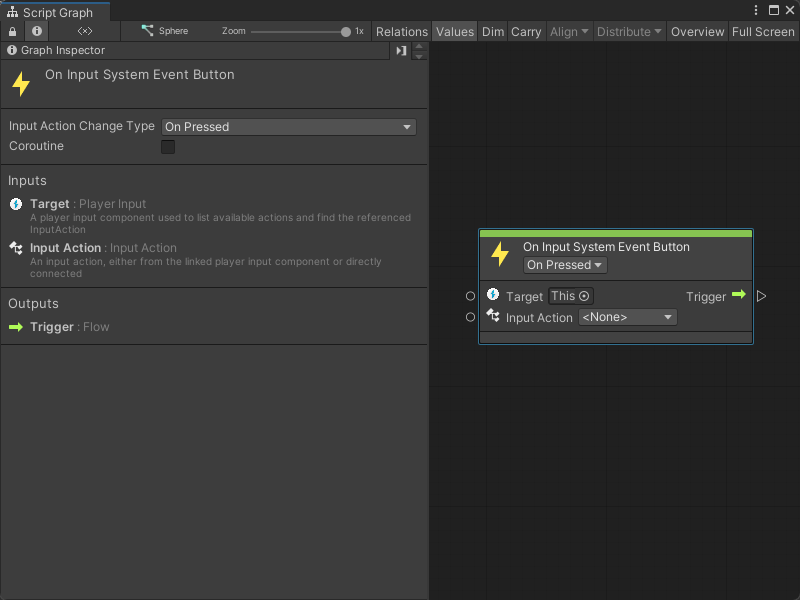 Script Graph
<×>
Sphere
Zoom
1x
Relations
Values
Dim
Carry
Align
Distribute
Overview
Full Screen
Graph Inspector
On Input System Event Button
Input Action Change Type
On Pressed
Coroutine
Inputs
Target : Player Input
A player input component used to list available actions and find the referenced
InputAction
Input Action : Input Action
An input action, either from the linked player input component or directly
connected
Outputs
Trigger : Flow
On Input System Event Button
On Pressed
Target
This
Trigger
Input Action
<None>